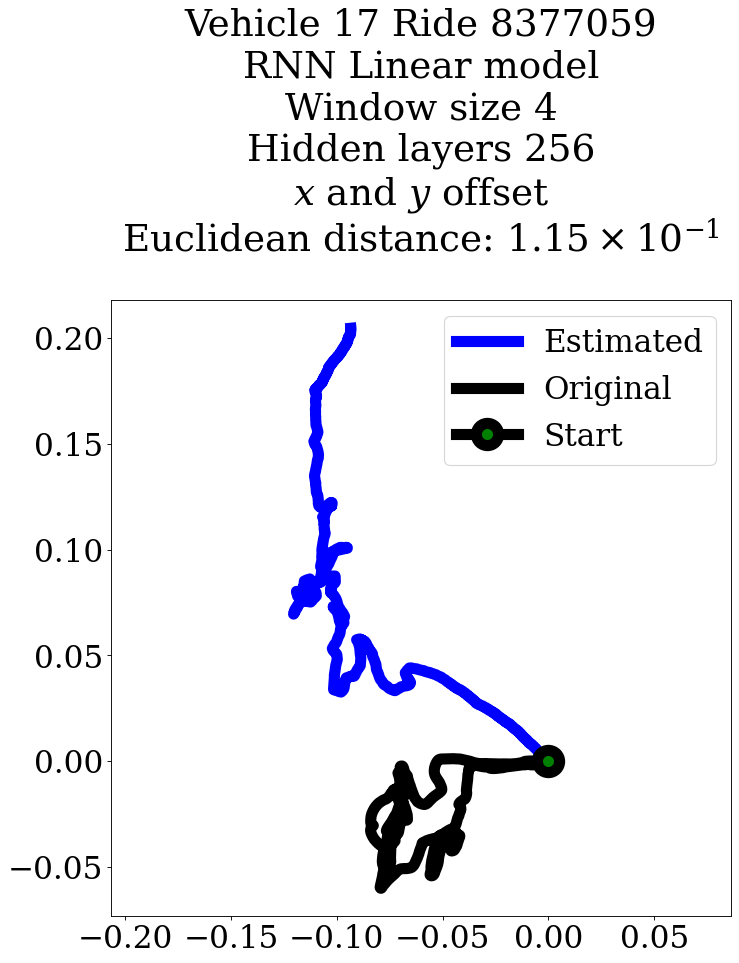 Vehicle 17 Ride 8377059
RNN Linear model
Window size 4
Hidden layers 256
x and y offset
Euclidean distance: 1.15 × 10⁻¹
Estimated
Original
Start
0.20
0.15
0.10
0.05
0.00
−0.05
−0.20 −0.15 −0.10 −0.05 0.00 0.05